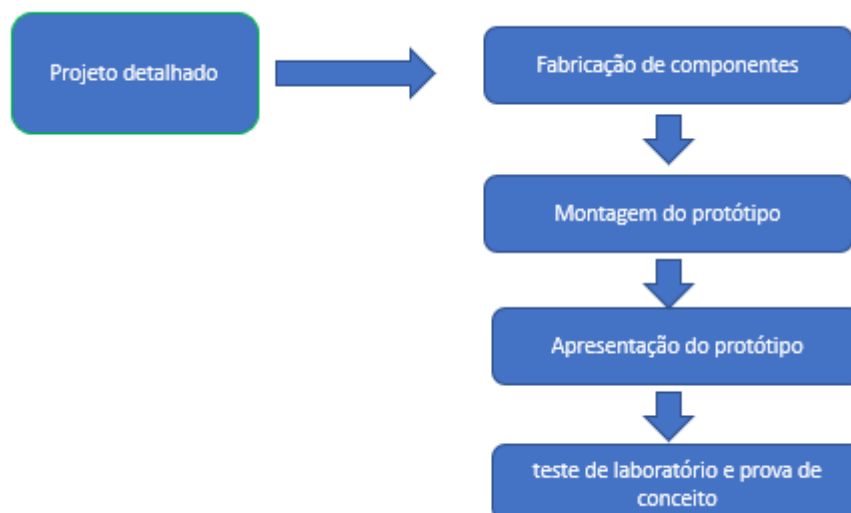 Projeto detalhado
Fabricação de componentes
Montagem do protótipo
Apresentação do protótipo
teste de laboratório e prova de
conceito